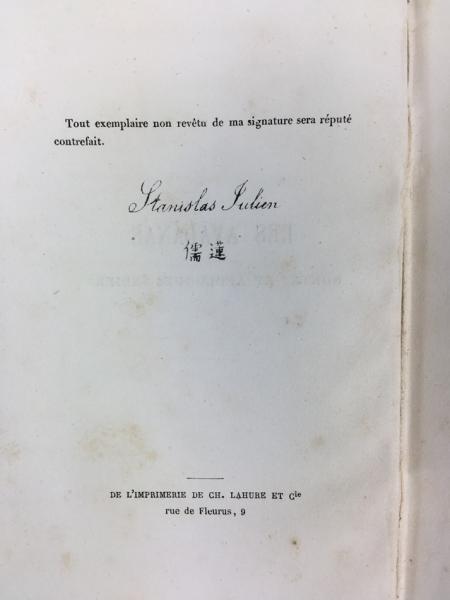 Tout exemplaire non revêtu de ma signature sera réputé
contrefait.
Stanislas Julien
儒蓮
DE L'IMPRIMERIE DE CH. LAHURE ET Cie
rue de Fleurus, 9